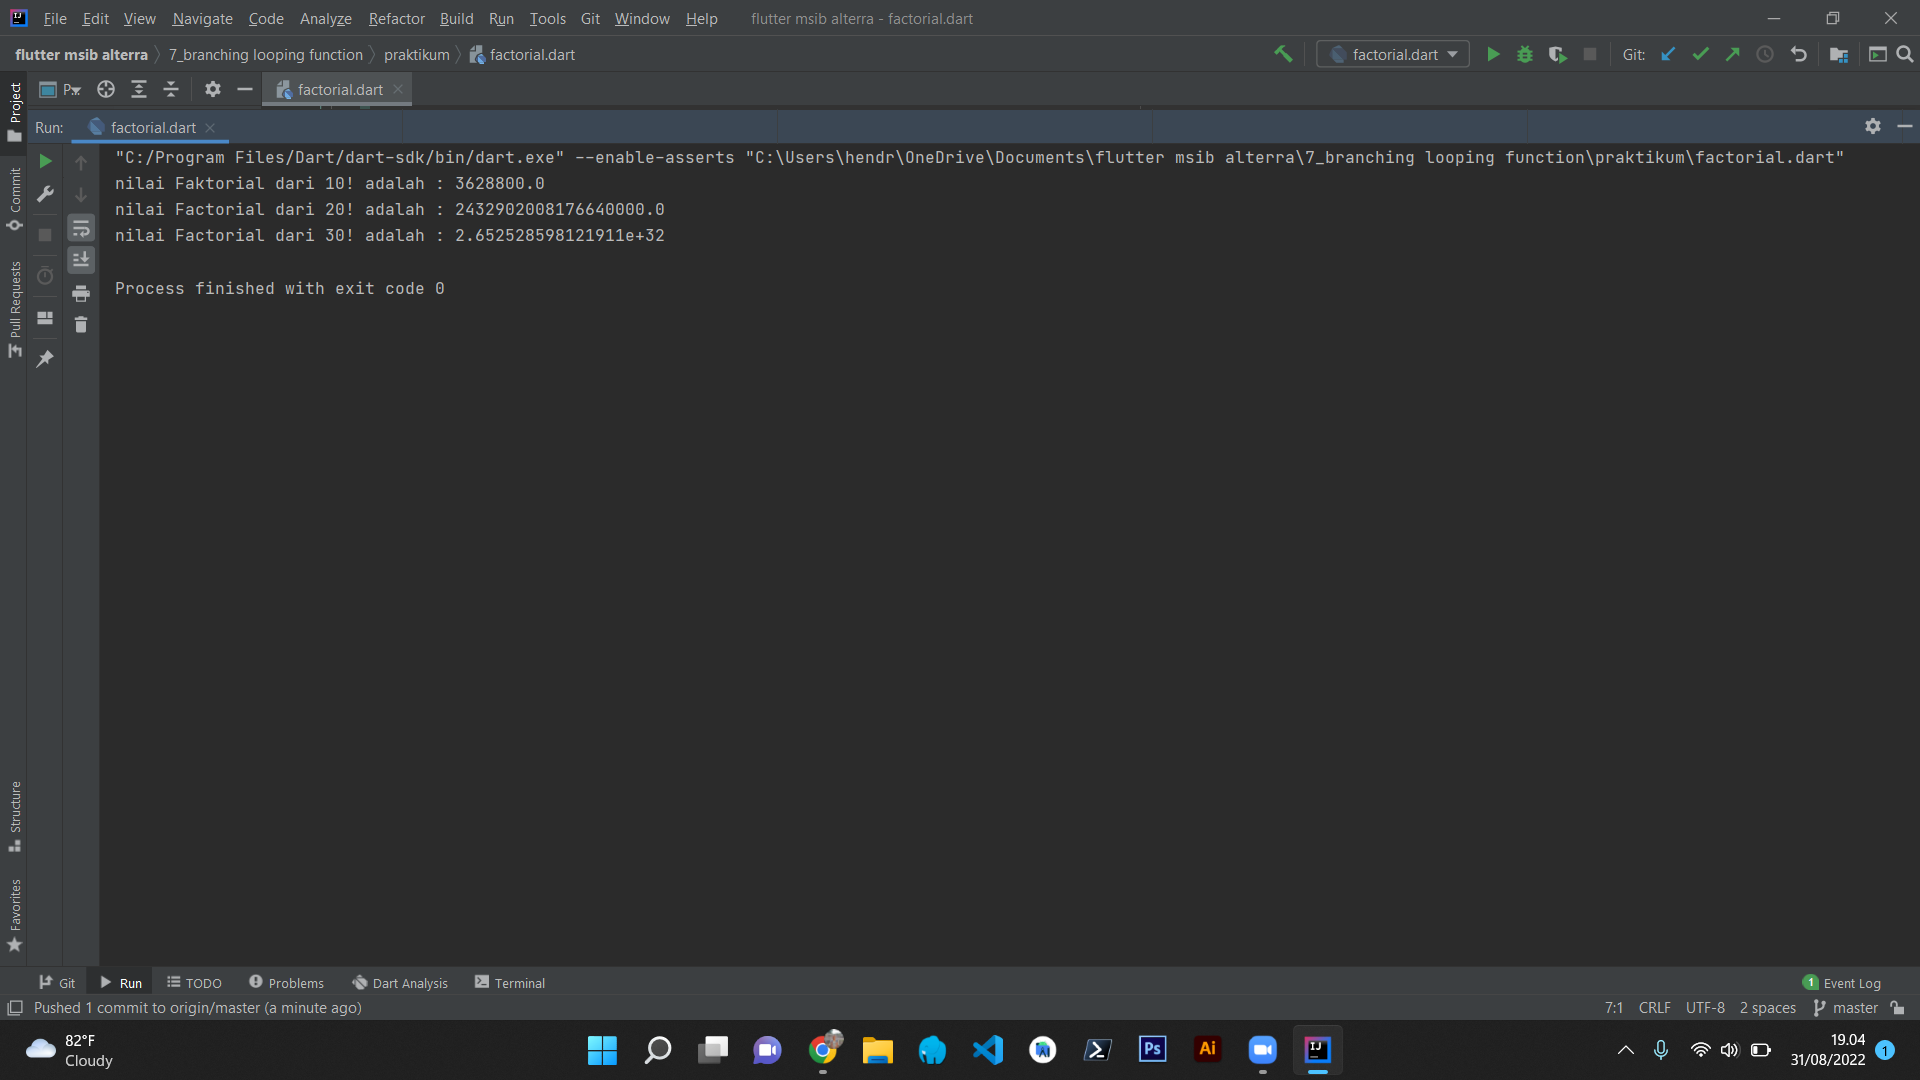 File Edit View Navigate Code Analyze Refactor Build Run Tools Git Window Help flutter msib alterra - factorial.dart
flutter msib alterra 7_branching looping function praktikum factorial.dart factorial.dart Git:
P... factorial.dart
Run: factorial.dart
"C:/Program Files/Dart/dart-sdk/bin/dart.exe" --enable-asserts "C:\Users\hendr\OneDrive\Documents\flutter msib alterra\7_branching looping function\praktikum\factorial.dart"
nilai Faktorial dari 10! adalah : 3628800.0
nilai Factorial dari 20! adalah : 2432902008176640000.0
nilai Factorial dari 30! adalah : 2.652528598121911e+32
Process finished with exit code 0
Project
Commit
Pull Requests
Structure
Favorites
Git Run TODO Problems Dart Analysis Terminal 1 Event Log
Pushed 1 commit to origin/master (a minute ago) 7:1 CRLF UTF-8 2 spaces master
82°F
Cloudy
Ps Ai IJ
19.04
31/08/2022 1